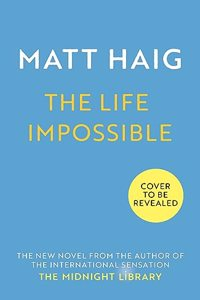 MATT HAIG
THE LIFE
IMPOSSIBLE
COVER
TO BE
REVEALED
THE NEW NOVEL FROM THE AUTHOR OF
THE INTERNATIONAL SENSATION
THE MIDNIGHT LIBRARY